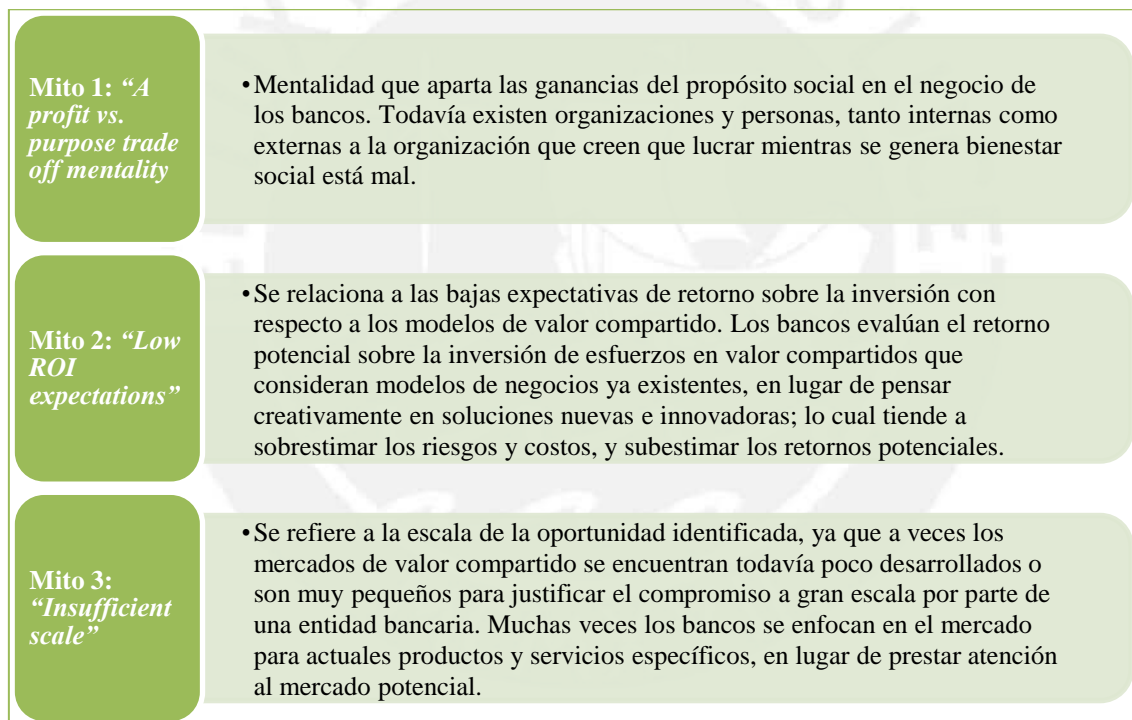 Mito 1: “A
profit vs.
purpose trade
off mentality
•Mentalidad que aparta las ganancias del propósito social en el negocio de
los bancos. Todavía existen organizaciones y personas, tanto internas como
externas a la organización que creen que lucrar mientras se genera bienestar
social está mal.
Mito 2: “Low
ROI
expectations”
•Se relaciona a las bajas expectativas de retorno sobre la inversión con
respecto a los modelos de valor compartido. Los bancos evalúan el retorno
potencial sobre la inversión de esfuerzos en valor compartidos que
consideran modelos de negocios ya existentes, en lugar de pensar
creativamente en soluciones nuevas e innovadoras; lo cual tiende a
sobrestimar los riesgos y costos, y subestimar los retornos potenciales.
Mito 3:
“Insufficient
scale”
•Se refiere a la escala de la oportunidad identificada, ya que a veces los
mercados de valor compartido se encuentran todavía poco desarrollados o
son muy pequeños para justificar el compromiso a gran escala por parte de
una entidad bancaria. Muchas veces los bancos se enfocan en el mercado
para actuales productos y servicios específicos, en lugar de prestar atención
al mercado potencial.